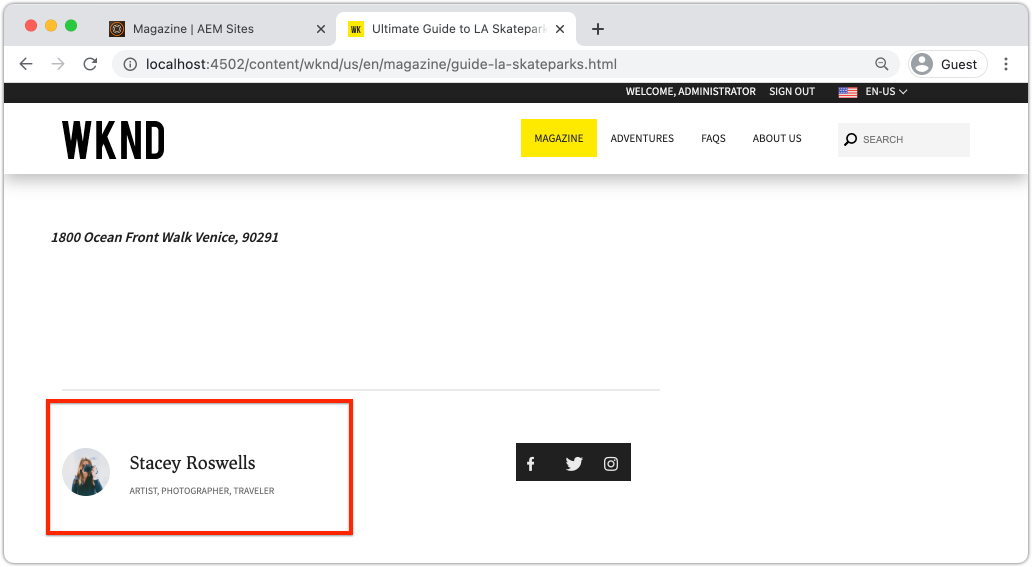 Magazine | AEM Sites
WK
Ultimate Guide to LA Skatepark
localhost:4502/content/wknd/us/en/magazine/guide-la-skateparks.html
Guest
WELCOME, ADMINISTRATOR SIGN OUT EN-US
WKND
MAGAZINE ADVENTURES FAQS ABOUT US SEARCH
1800 Ocean Front Walk Venice, 90291
Stacey Roswells
ARTIST, PHOTOGRAPHER, TRAVELER